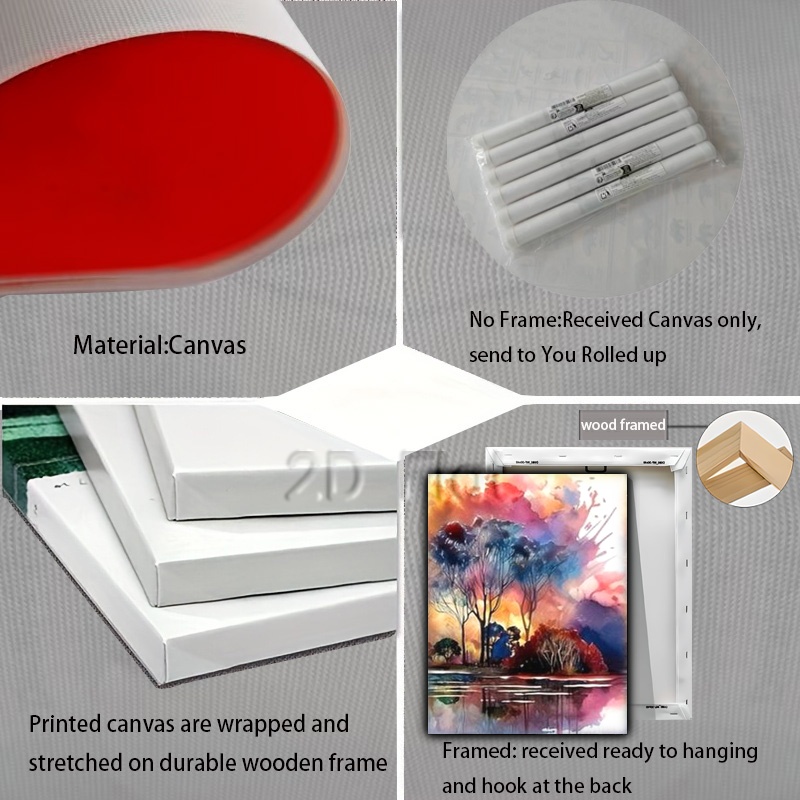 Material:Canvas
No Frame:Received Canvas only,
send to You Rolled up
2D
wood framed
Printed canvas are wrapped and
stretched on durable wooden frame
Framed: received ready to hanging
and hook at the back